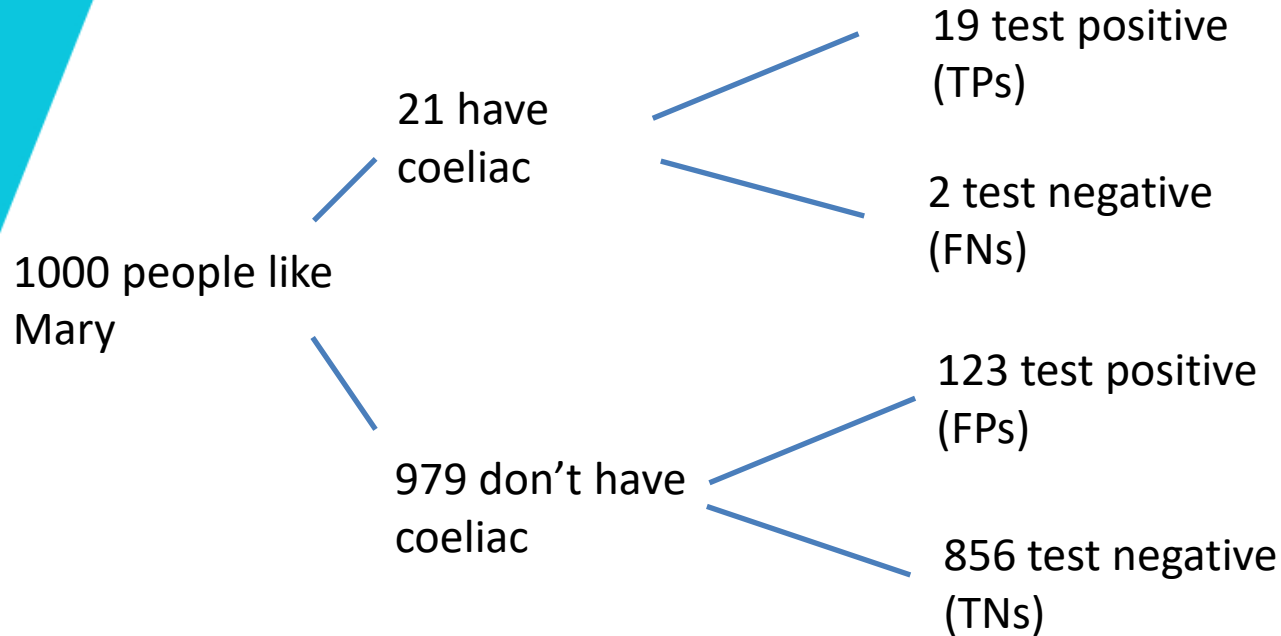 1000 people like
Mary
21 have
coeliac
19 test positive
(TPs)
2 test negative
(FNs)
979 don’t have
coeliac
123 test positive
(FPs)
856 test negative
(TNs)